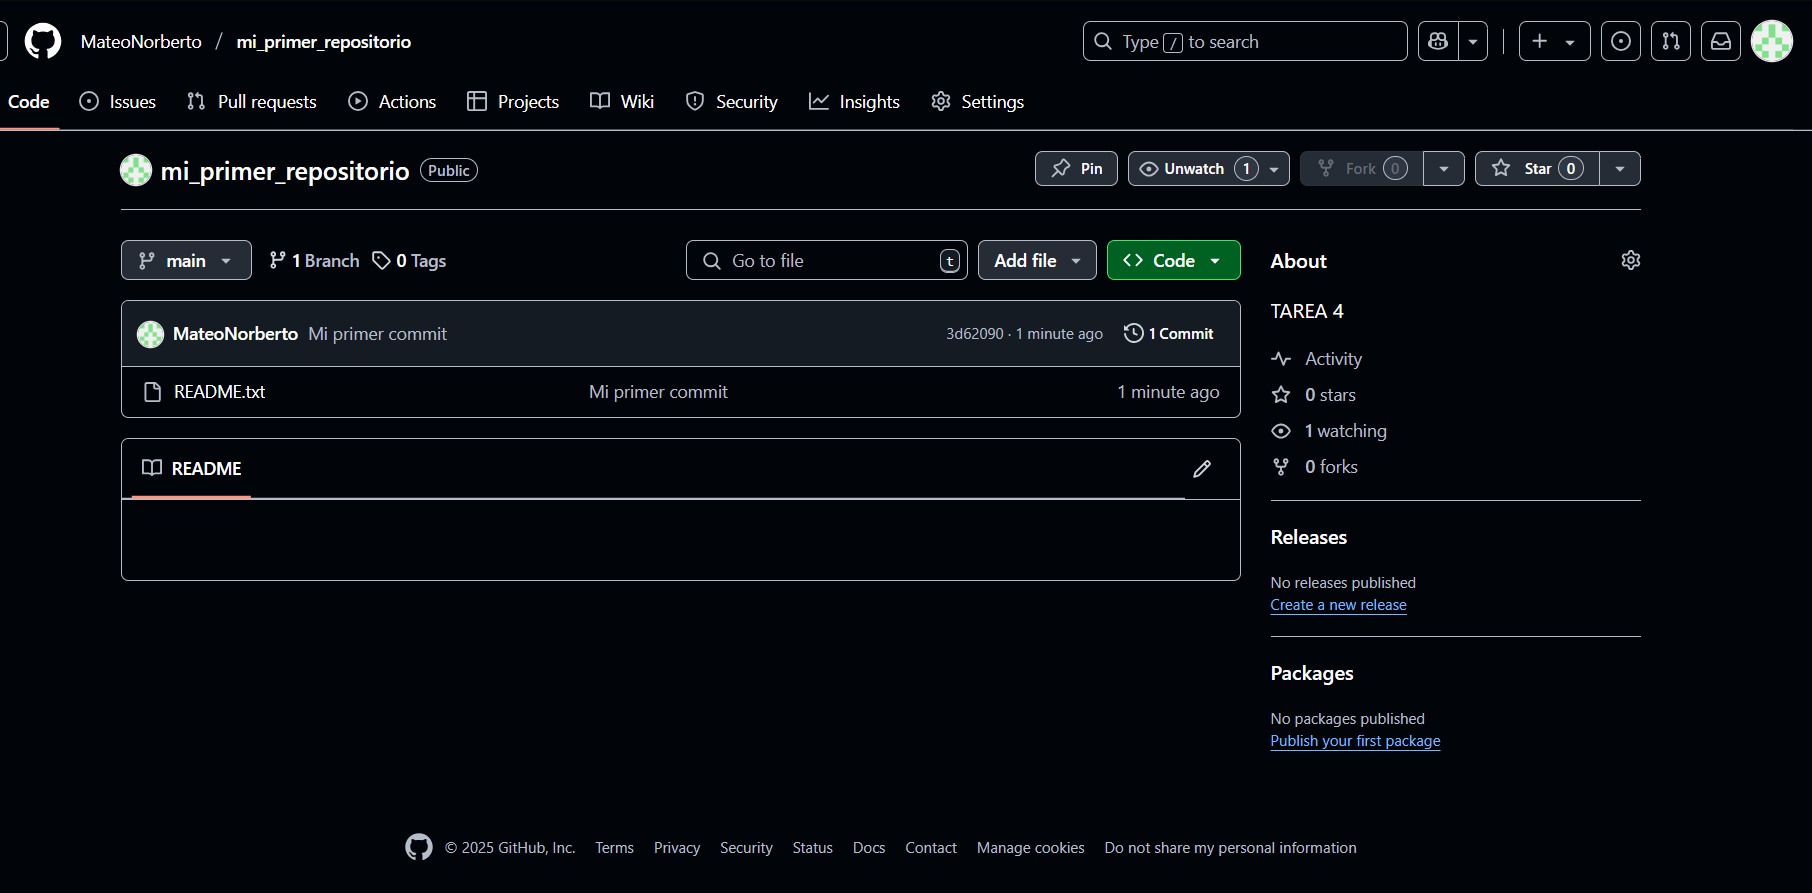 MateoNorberto / mi_primer_repositorio
Type / to search
Code Issues Pull requests Actions Projects Wiki Security Insights Settings
mi_primer_repositorio Public
Pin Unwatch 1 Fork 0 Star 0
main 1 Branch 0 Tags
Go to file t Add file Code
MateoNorberto Mi primer commit 3d62090 · 1 minute ago 1 Commit
README.txt Mi primer commit 1 minute ago
README
About
TAREA 4
Activity
0 stars
1 watching
0 forks
Releases
No releases published
Create a new release
Packages
No packages published
Publish your first package
© 2025 GitHub, Inc. Terms Privacy Security Status Docs Contact Manage cookies Do not share my personal information